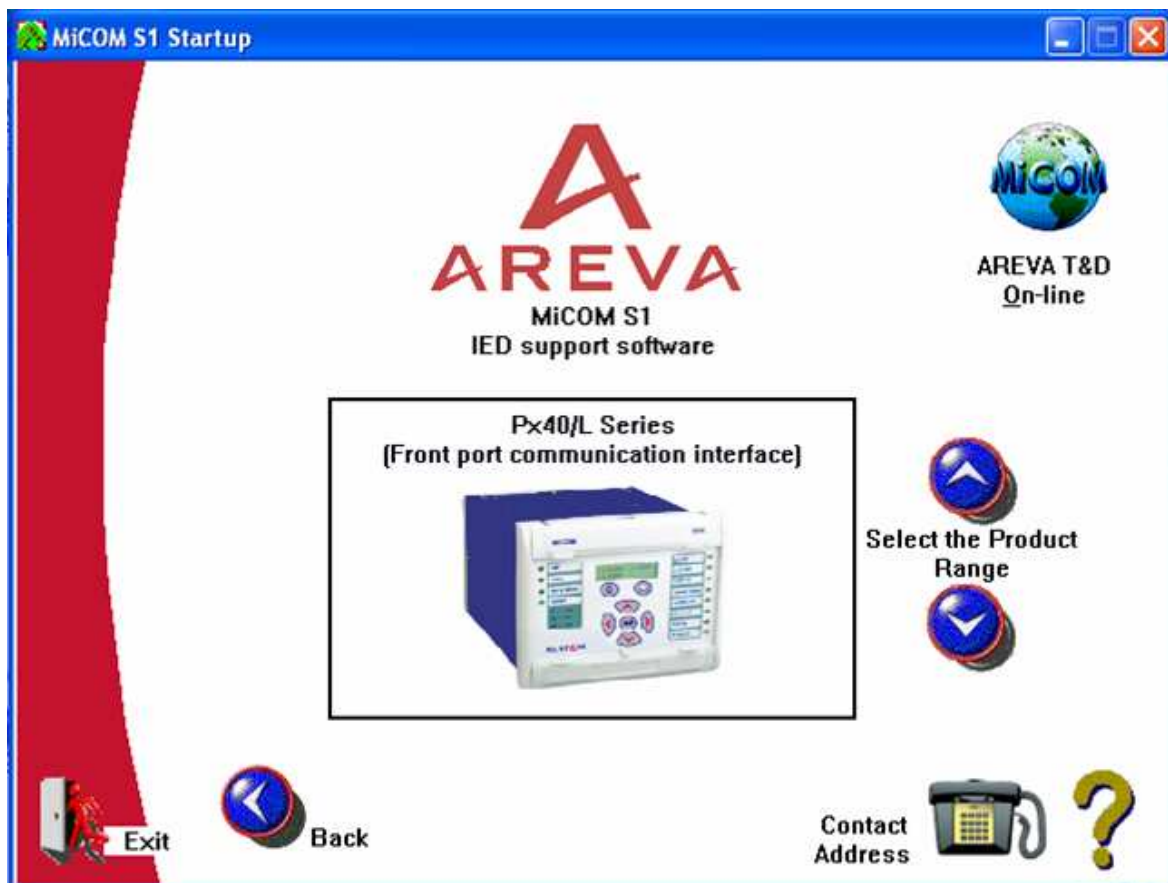 MiCOM S1 Startup
AREVA
MiCOM S1
IED support software
MiCOM
AREVA T&D
On-line
Px40/L Series
(Front port communication interface)
Select the Product
Range
Exit
Back
Contact
Address